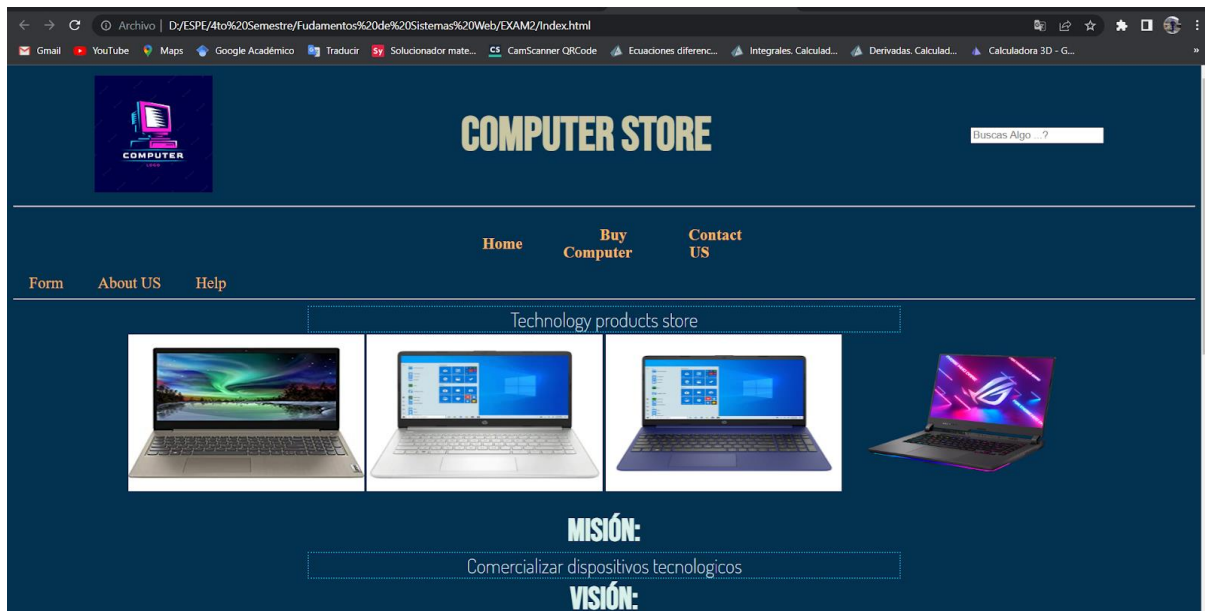 Archivo | D:/ESPE/4to%20Semestre/Fudamentos%20de%20Sistemas%20Web/EXAM2/Index.html
Gmail YouTube Maps Google Académico Traducir Sy Solucionador mate... CS CamScanner QRCode Ecuaciones diferenc... Integrales. Calculad... Derivadas. Calculad... Calculadora 3D - G... »
COMPUTER
COMPUTER STORE
Buscas Algo ...?
Home
Buy
Computer
Contact
US
Form About US Help
Technology products store
MISIÓN:
Comercializar dispositivos tecnologicos
VISIÓN: